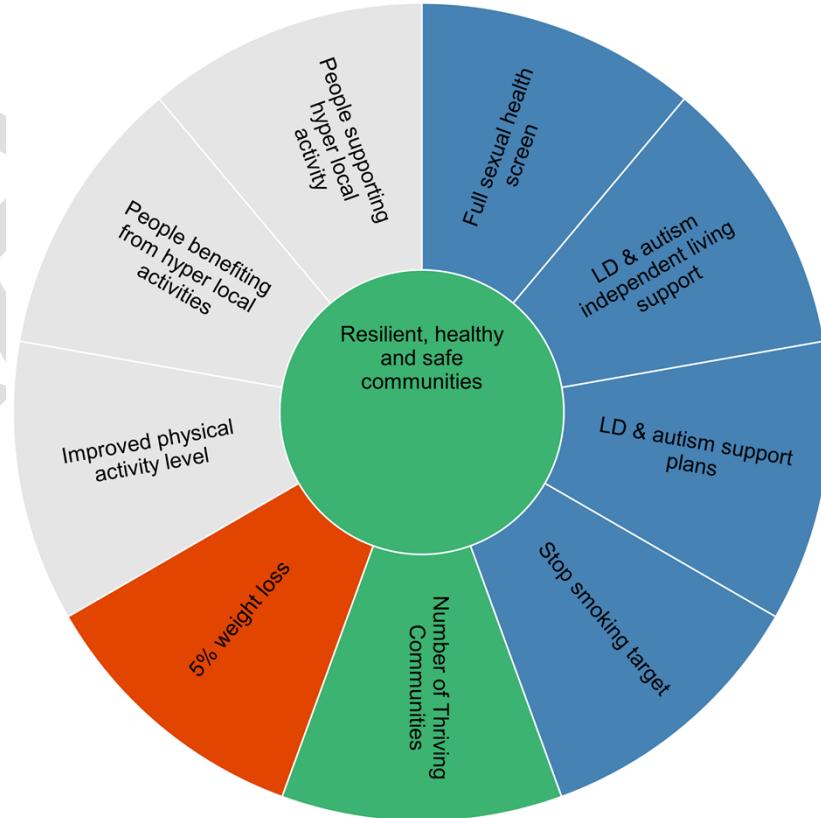 Full sexual health
screen
LD & autism
independent living
support
LD & autism support
plans
Stop smoking target
Number of Thriving
Communities
5% weight loss
Improved physical
activity level
People benefiting
from hyper local
activities
People supporting
hyper local
activity
Resilient, healthy
and safe
communities